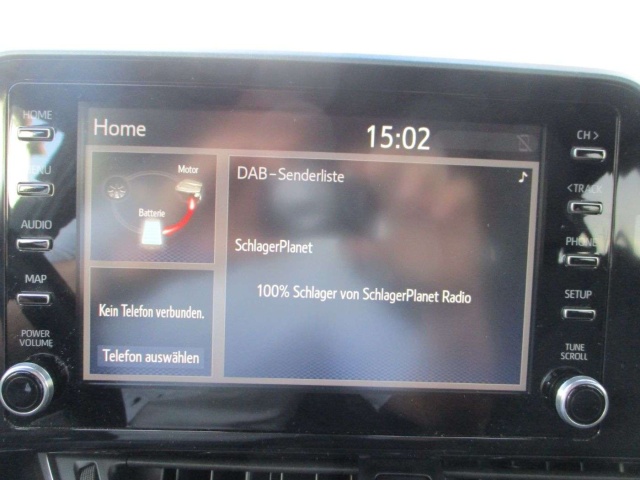 Home
15:02
HOME
AUDIO
MAP
POWER
VOLUME
Motor
Batterie
Kein Telefon verbunden.
Telefon auswählen
DAB-Senderliste
SchlagerPlanet
100% Schlager von SchlagerPlanet Radio
CH >
< TRACK
PHONE
SETUP
TUNE
SCROLL